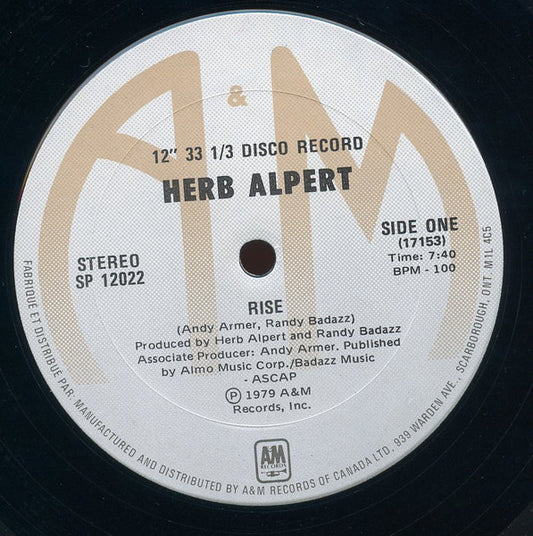 A & M
12" 33 1/3 DISCO RECORD
HERB ALPERT
STEREO
SP 12022
SIDE ONE
(17153)
Time: 7:40
BPM - 100
RISE
(Andy Armer, Randy Badazz)
Produced by Herb Alpert and Randy Badazz
Associate Producer: Andy Armer. Published
by Almo Music Corp./Badazz Music
- ASCAP
Ⓟ 1979 A&M
Records, Inc.
A&M
RECORDS
FABRIQUÉ ET DISTRIBUÉ PAR: MANUFACTURED AND DISTRIBUTED BY A&M RECORDS OF CANADA LTD. 939 WARDEN AVE., SCARBOROUGH, ONT. M1L 4C5